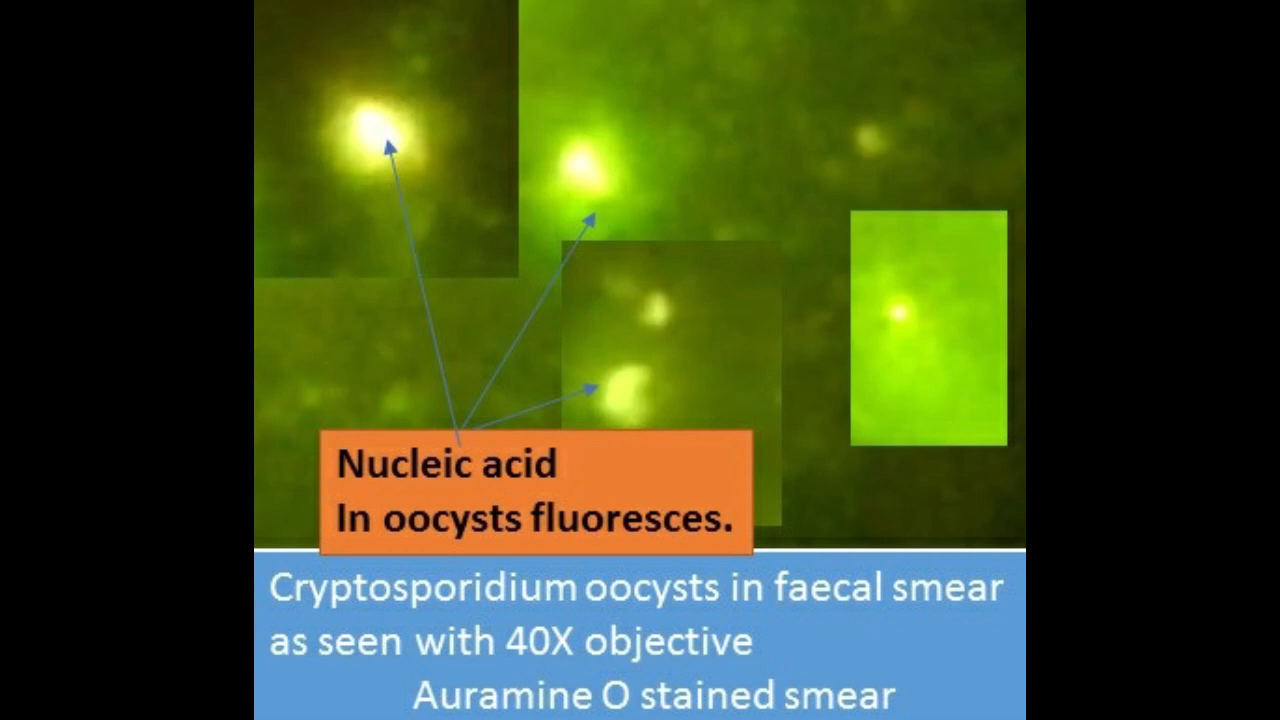 Nucleic acid
In oocysts fluoresces.
Cryptosporidium oocysts in faecal smear
as seen with 40X objective
Auramine O stained smear